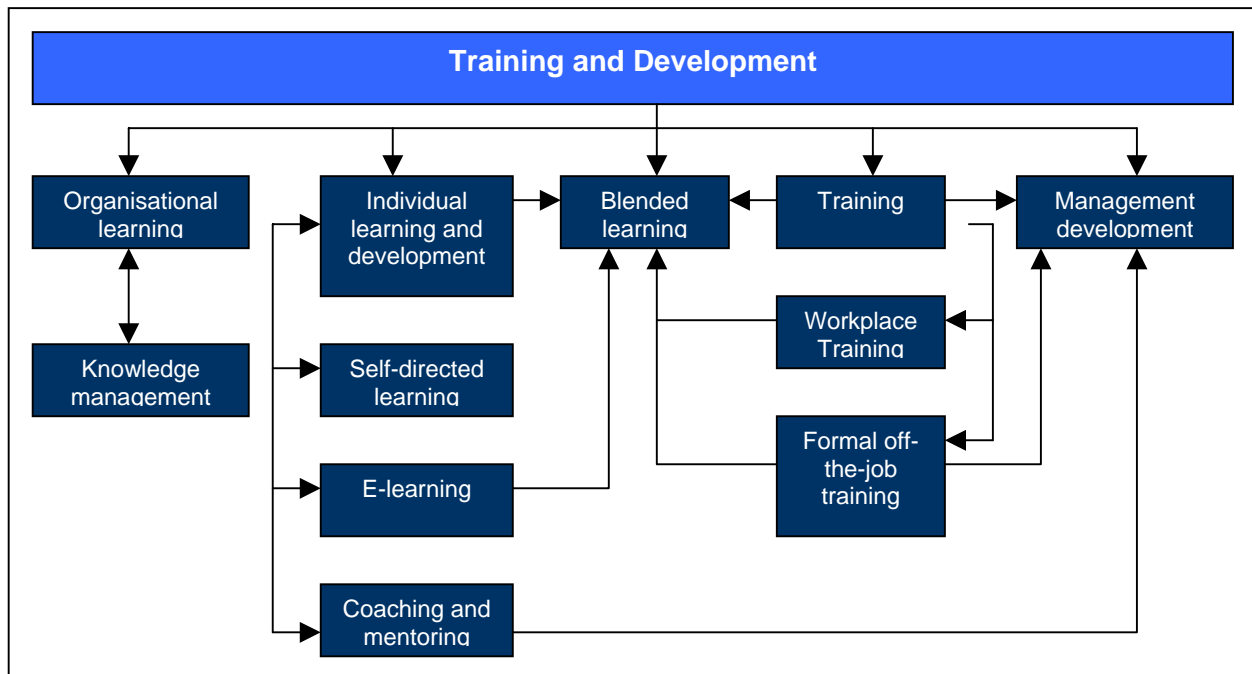 Training and Development
Organisational
learning
Individual
learning and
development
Blended
learning
Training
Management
development
Workplace
Training
Knowledge
management
Self-directed
learning
Formal off-
the-job
training
E-learning
Coaching and
mentoring